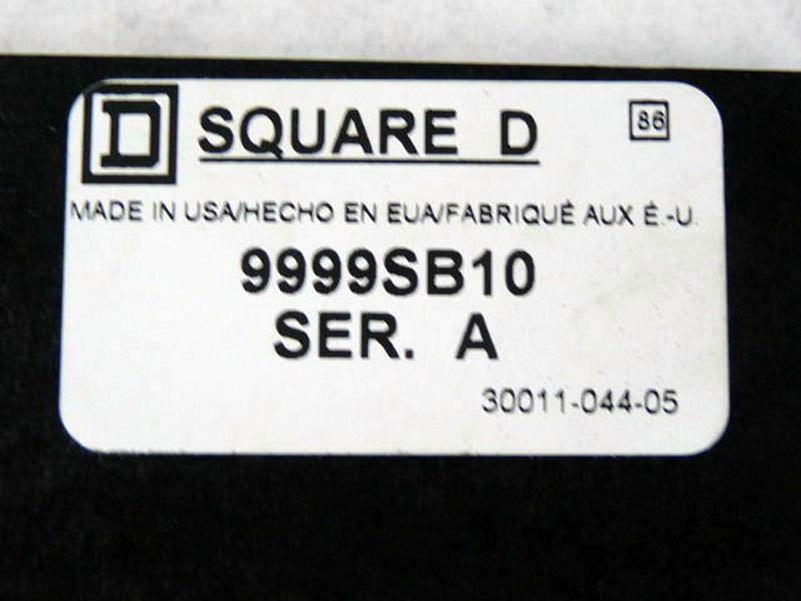 D SQUARE D 86
MADE IN USA/HECHO EN EUA/FABRIQUÉ AUX É.-U.
9999SB10
SER. A
30011-044-05